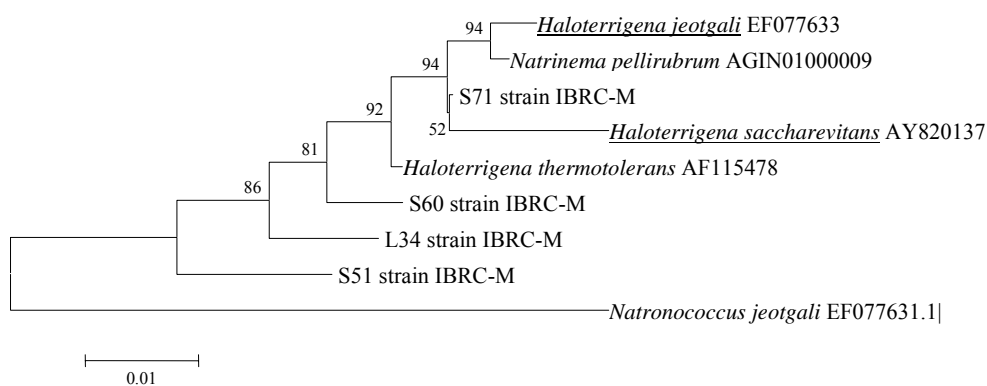 94 Haloterrigena jeotgali EF077633
94 Natrinema pellirubrum AGIN01000009
S71 strain IBRC-M
92 52 Haloterrigena saccharevitans AY820137
81 Haloterrigena thermotolerans AF115478
86 S60 strain IBRC-M
L34 strain IBRC-M
S51 strain IBRC-M
Natronococcus jeotgali EF077631.1|
0.01